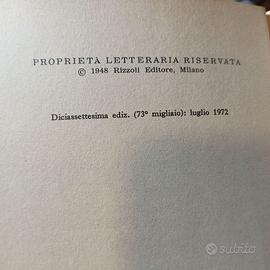 PROPRIETÀ LETTERARIA RISERVATA
© 1948 Rizzoli Editore, Milano
Diciassettesima ediz. (73° migliaio): luglio 1972
subito